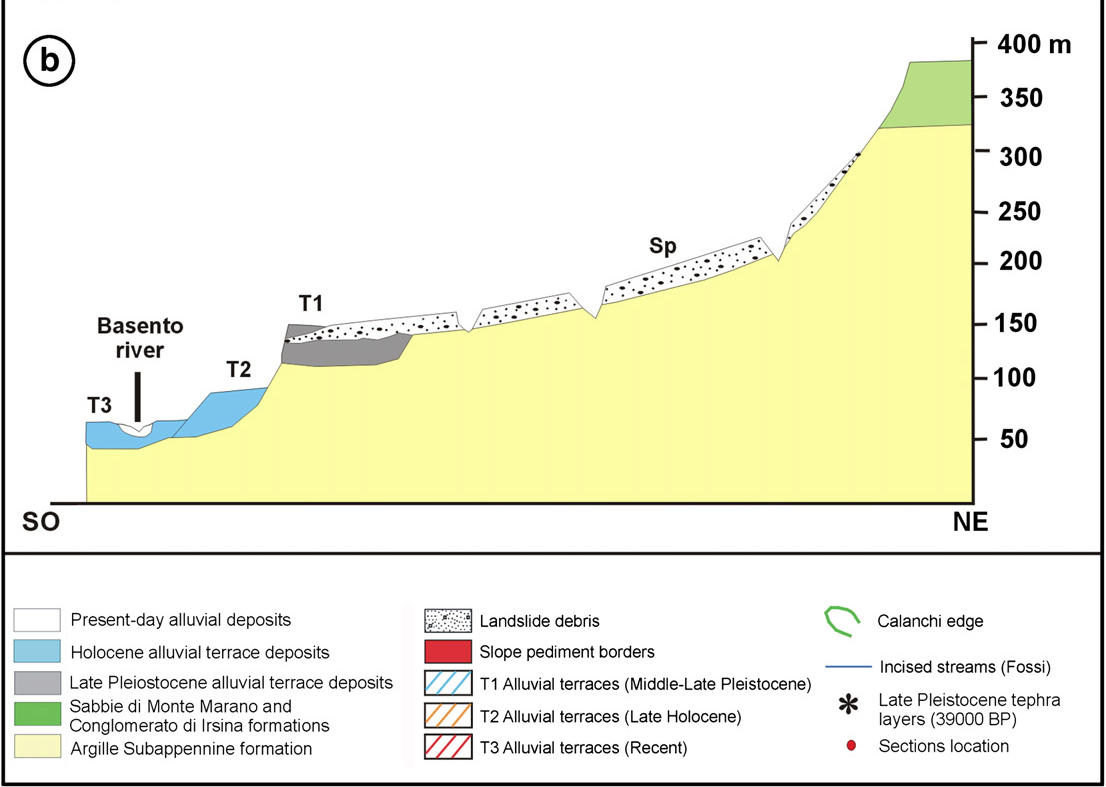 b
400 m
350
300
250
200
150
100
50
Sp
T1
Basento
river
T2
T3
SO
NE
Present-day alluvial deposits
Holocene alluvial terrace deposits
Late Pleiostocene alluvial terrace deposits
Sabbie di Monte Marano and
Conglomerato di Irsina formations
Argille Subappennine formation
Landslide debris
Slope pediment borders
T1 Alluvial terraces (Middle-Late Pleistocene)
T2 Alluvial terraces (Late Holocene)
T3 Alluvial terraces (Recent)
Calanchi edge
Incised streams (Fossi)
Late Pleistocene tephra
layers (39000 BP)
Sections location